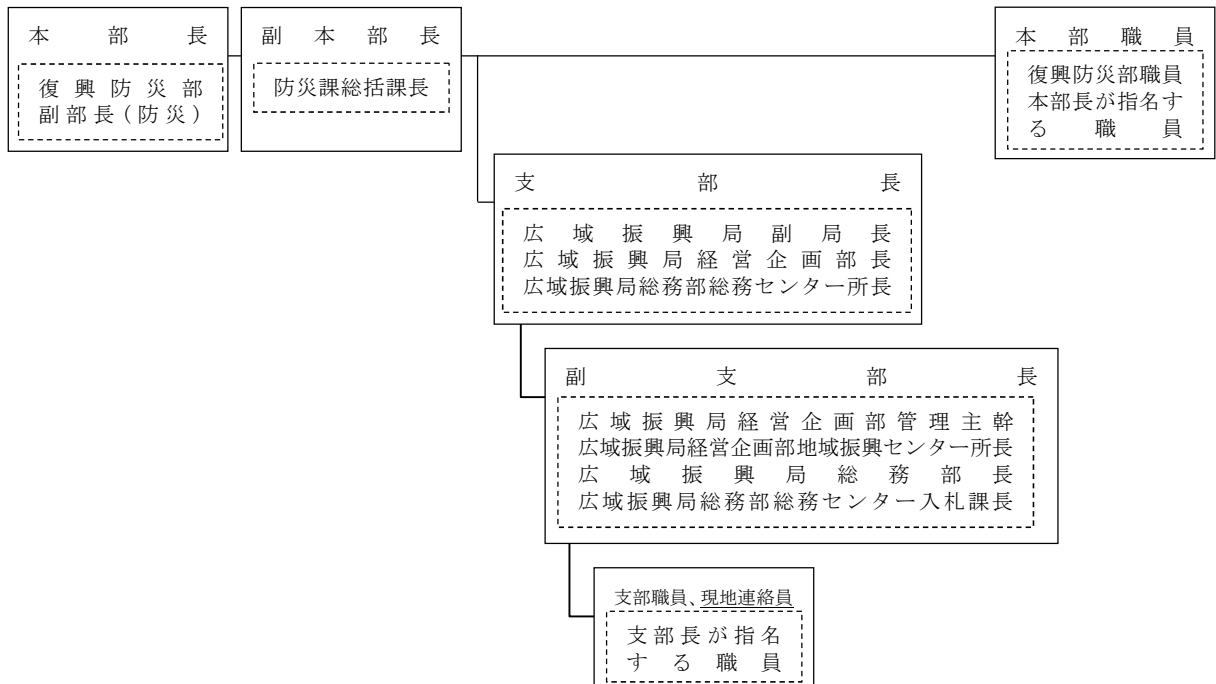 本部長
復興防災部
副部長（防災）
副本部長
防災課総括課長
本部職員
復興防災部職員
本部長が指名す
る職員
支部長
広域振興局副局長
広域振興局経営企画部長
広域振興局総務部総務センター所長
副支部長
広域振興局経営企画部管理主幹
広域振興局経営企画部地域振興センター所長
広域振興局総務部長
広域振興局総務部総務センター入札課長
支部職員、現地連絡員
支部長が指名
する職員